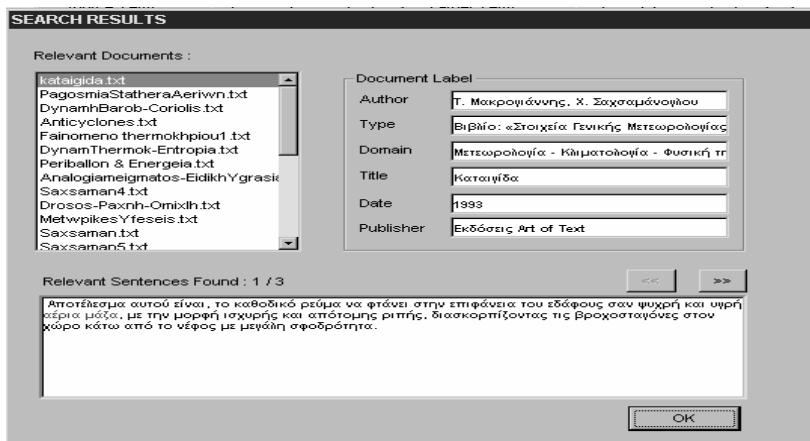 SEARCH RESULTS
Relevant Documents :
kataigida.txt
PagosmiaStatheraAeriwn.txt
DynamhBarob-Coriolis.txt
Anticyclones.txt
Fainomeno thermokhpiou1.txt
DynamThermok-Entropia.txt
Periballon & Energeia.txt
Analogiameigmatos-EidikhYgrasia
Saxsaman4.txt
Drosos-Paxnh-Omixlh.txt
MetwpikesYfeseis.txt
Saxsaman.txt
Saxsaman5.txt
Document Label
Author Τ. Μακρογιάννης, Χ. Σαχσαμάνογλου
Type Βιβλίο: «Στοιχεία Γενικής Μετεωρολογίας
Domain Μετεωρολογία - Κλιματολογία - Φυσική τη
Title Καταιγίδα
Date 1993
Publisher Εκδόσεις Art of Text
Relevant Sentences Found : 1 / 3
<< >>
Αποτέλεσμα αυτού είναι, το καθοδικό ρεύμα να φτάνει στην επιφάνεια του εδάφους σαν ψυχρή και υγρή
αέρια μάζα, με την μορφή ισχυρής και απότομης ριπής, διασκορπίζοντας τις βροχοσταγόνες στον
χώρο κάτω από το νέφος με μεγάλη σφοδρότητα.
OK